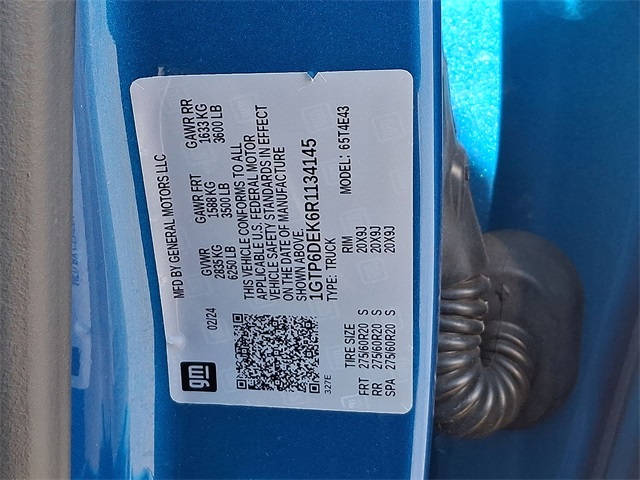 gm
02/24
MFD BY GENERAL MOTORS LLC
GVWR GAWR FRT GAWR RR
2835 KG 1588 KG 1633 KG
6250 LB 3500 LB 3600 LB
THIS VEHICLE CONFORMS TO ALL
APPLICABLE U.S. FEDERAL MOTOR
VEHICLE SAFETY STANDARDS IN EFFECT
ON THE DATE OF MANUFACTURE
SHOWN ABOVE.
1GTP6DEK6R1134145
TYPE: TRUCK MODEL: 65T4E43
327E
TIRE SIZE RIM
FRT 275/60R20 S 20X9J
RR 275/60R20 S 20X9J
SPA 275/60R20 S 20X9J